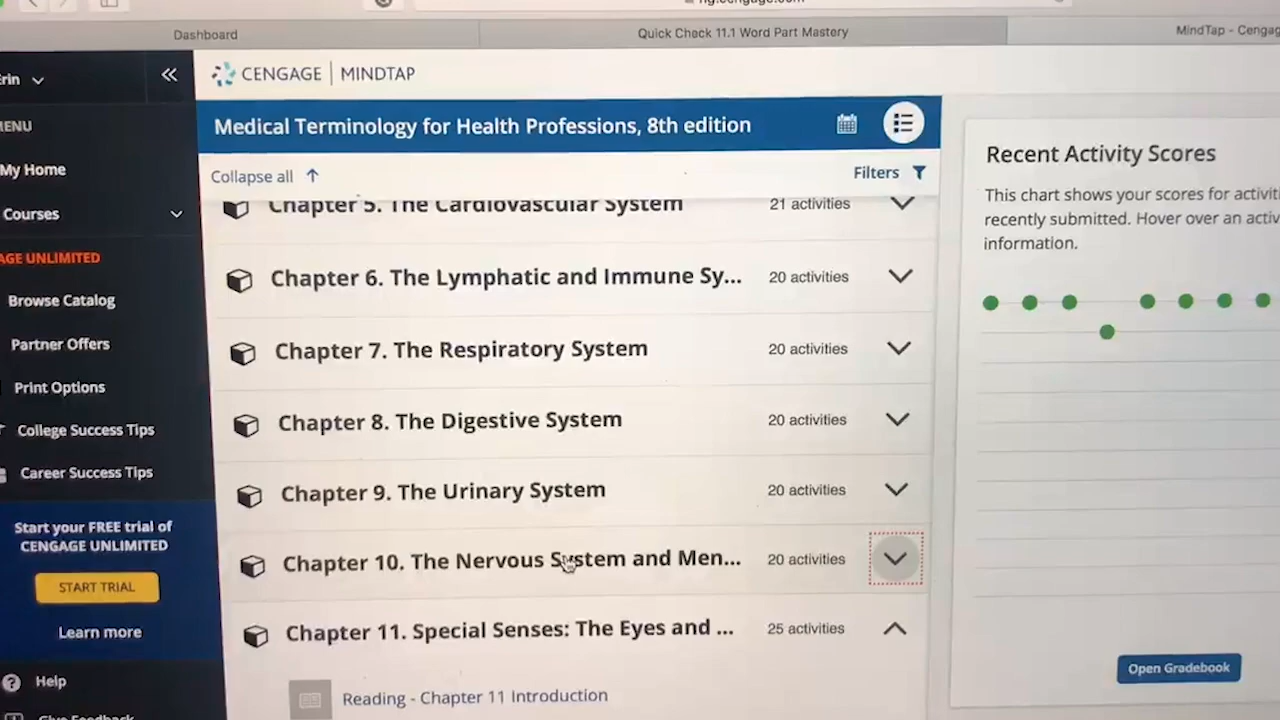 Dashboard
Quick Check 11.1 Word Part Mastery
MindTap - Cengag
rin
CENGAGE | MINDTAP
MENU
Medical Terminology for Health Professions, 8th edition
My Home
Collapse all
Filters
Courses
Chapter 5. The Cardiovascular System
21 activities
AGE UNLIMITED
Chapter 6. The Lymphatic and Immune Sy...
20 activities
Browse Catalog
Partner Offers
Chapter 7. The Respiratory System
20 activities
Print Options
Chapter 8. The Digestive System
20 activities
College Success Tips
Career Success Tips
Chapter 9. The Urinary System
20 activities
Start your FREE trial of
CENGAGE UNLIMITED
START TRIAL
Learn more
Chapter 10. The Nervous System and Men...
20 activities
Chapter 11. Special Senses: The Eyes and ...
25 activities
Reading - Chapter 11 Introduction
Help
Give Feedback
Recent Activity Scores
This chart shows your scores for activiti
recently submitted. Hover over an activ
information.
Open Gradebook